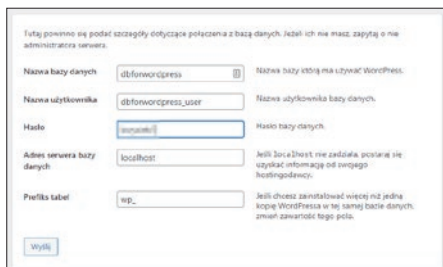 Tutaj powinno się podać szczegóły dotyczące połączenia z bazą danych. Jeżeli ich nie masz, zapytaj o nie
administratora serwera.
Nazwa bazy danych
dbforwordpress
Nazwa bazy którą ma używać WordPress.
Nazwa użytkownika
dbforwordpress_user
Nazwa użytkownika bazy danych.
Hasło
Hasło bazy danych.
Adres serwera bazy
danych
localhost
Jeśli localhost nie zadziała, postaraj się
uzyskać informację od swojego
hostingodawcy.
Prefiks tabel
wp_
Jeśli chcesz zainstalować więcej niż jedną
kopię WordPressa w tej samej bazie danych,
zmień zawartość tego pola.
Wyślij